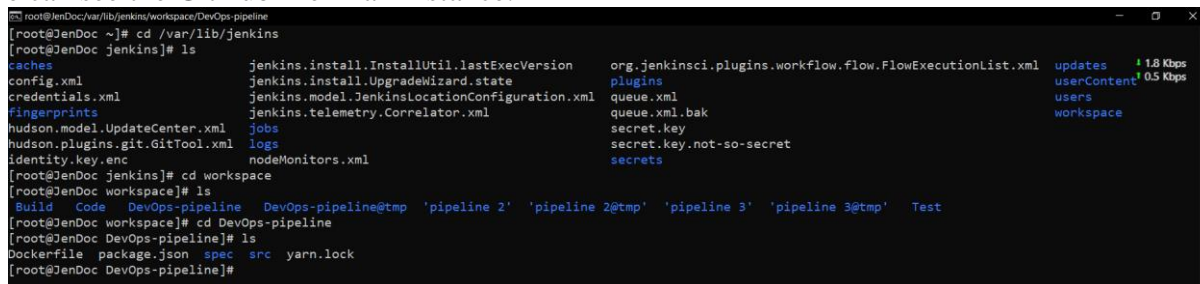 root@JenDoc:/var/lib/jenkins/workspace/DevOps-pipeline
[root@JenDoc ~]# cd /var/lib/jenkins
[root@JenDoc jenkins]# ls
caches jenkins.install.InstallUtil.lastExecVersion org.jenkinsci.plugins.workflow.flow.FlowExecutionList.xml updates 1.8 Kbps
config.xml jenkins.install.UpgradeWizard.state plugins userContent 0.5 Kbps
credentials.xml jenkins.model.JenkinsLocationConfiguration.xml queue.xml users
fingerprints jenkins.telemetry.Correlator.xml queue.xml.bak workspace
hudson.model.UpdateCenter.xml jobs secret.key
hudson.plugins.git.GitTool.xml logs secret.key.not-so-secret
identity.key.enc nodeMonitors.xml secrets
[root@JenDoc jenkins]# cd workspace
[root@JenDoc workspace]# ls
Build Code DevOps-pipeline DevOps-pipeline@tmp 'pipeline 2' 'pipeline 2@tmp' 'pipeline 3' 'pipeline 3@tmp' Test
[root@JenDoc workspace]# cd DevOps-pipeline
[root@JenDoc DevOps-pipeline]# ls
Dockerfile package.json spec src yarn.lock
[root@JenDoc DevOps-pipeline]#